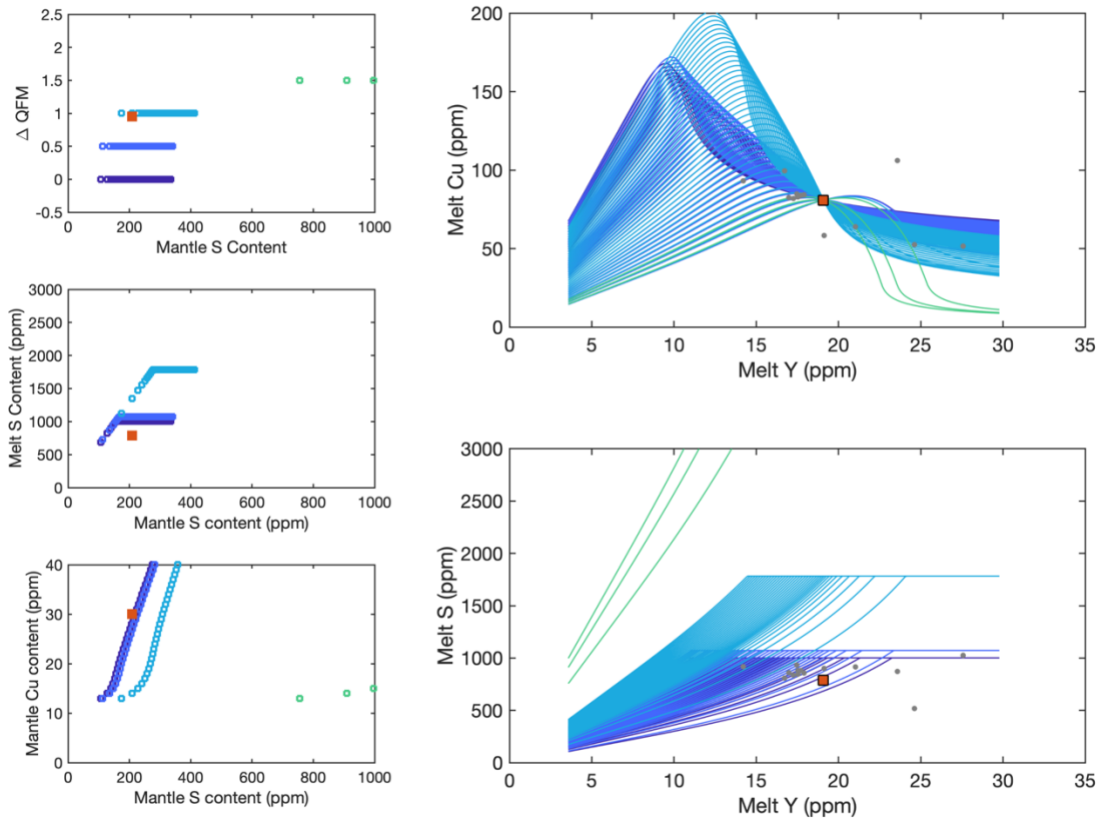 2.5
2
1.5
1
0.5
0
-0.5
0 200 400 600 800 1000
Δ QFM
Mantle S Content
3000
2500
2000
1500
1000
500
0
0 200 400 600 800 1000
Melt S Content (ppm)
Mantle S content (ppm)
40
30
20
10
0
0 200 400 600 800 1000
Mantle Cu content (ppm)
Mantle S content (ppm)
200
150
100
50
0
0 5 10 15 20 25 30 35
Melt Cu (ppm)
Melt Y (ppm)
3000
2500
2000
1500
1000
500
0
0 5 10 15 20 25 30 35
Melt S (ppm)
Melt Y (ppm)